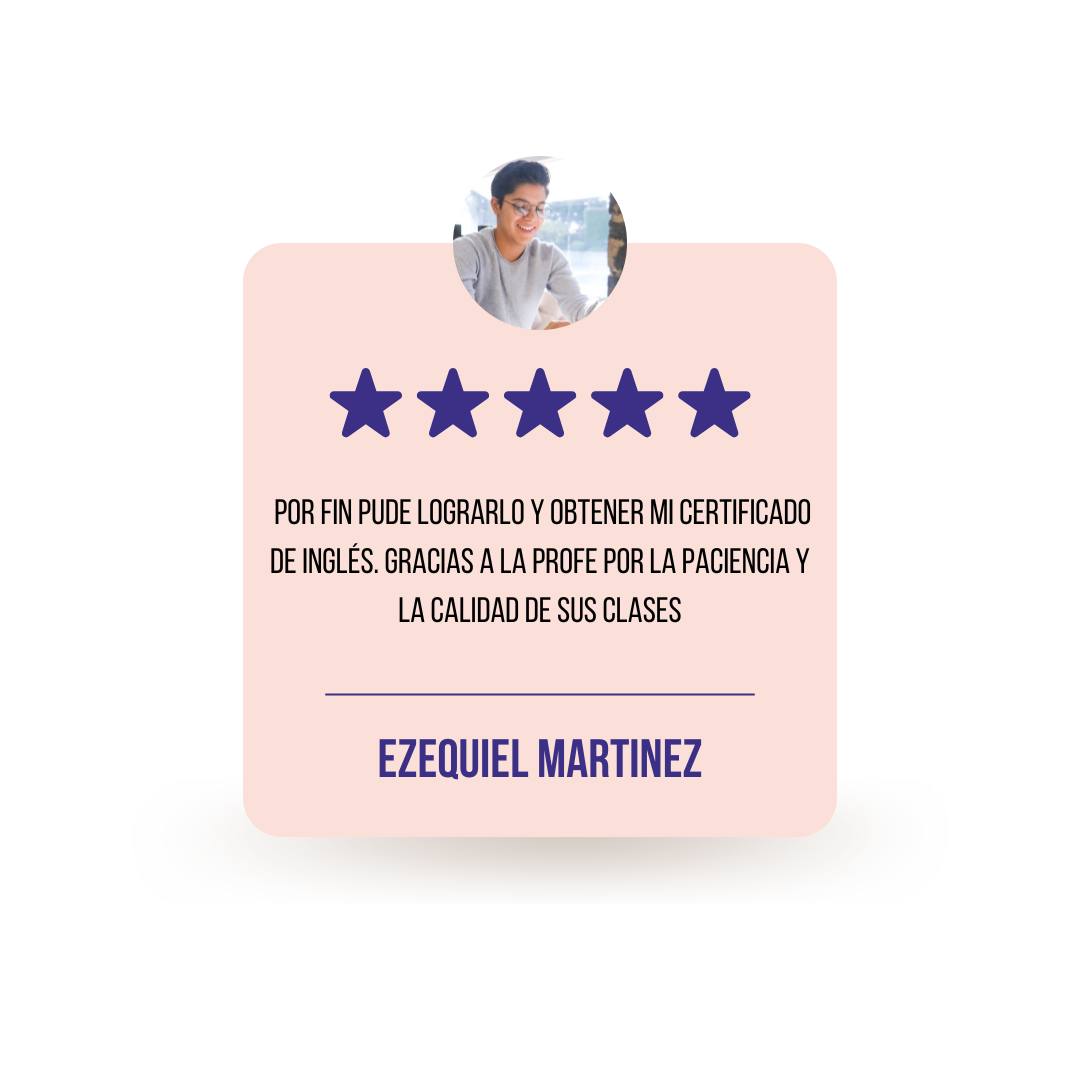 POR FIN PUDE LOGRARLO Y OBTENER MI CERTIFICADO
DE INGLÉS. GRACIAS A LA PROFE POR LA PACIENCIA Y
LA CALIDAD DE SUS CLASES
EZEQUIEL MARTINEZ